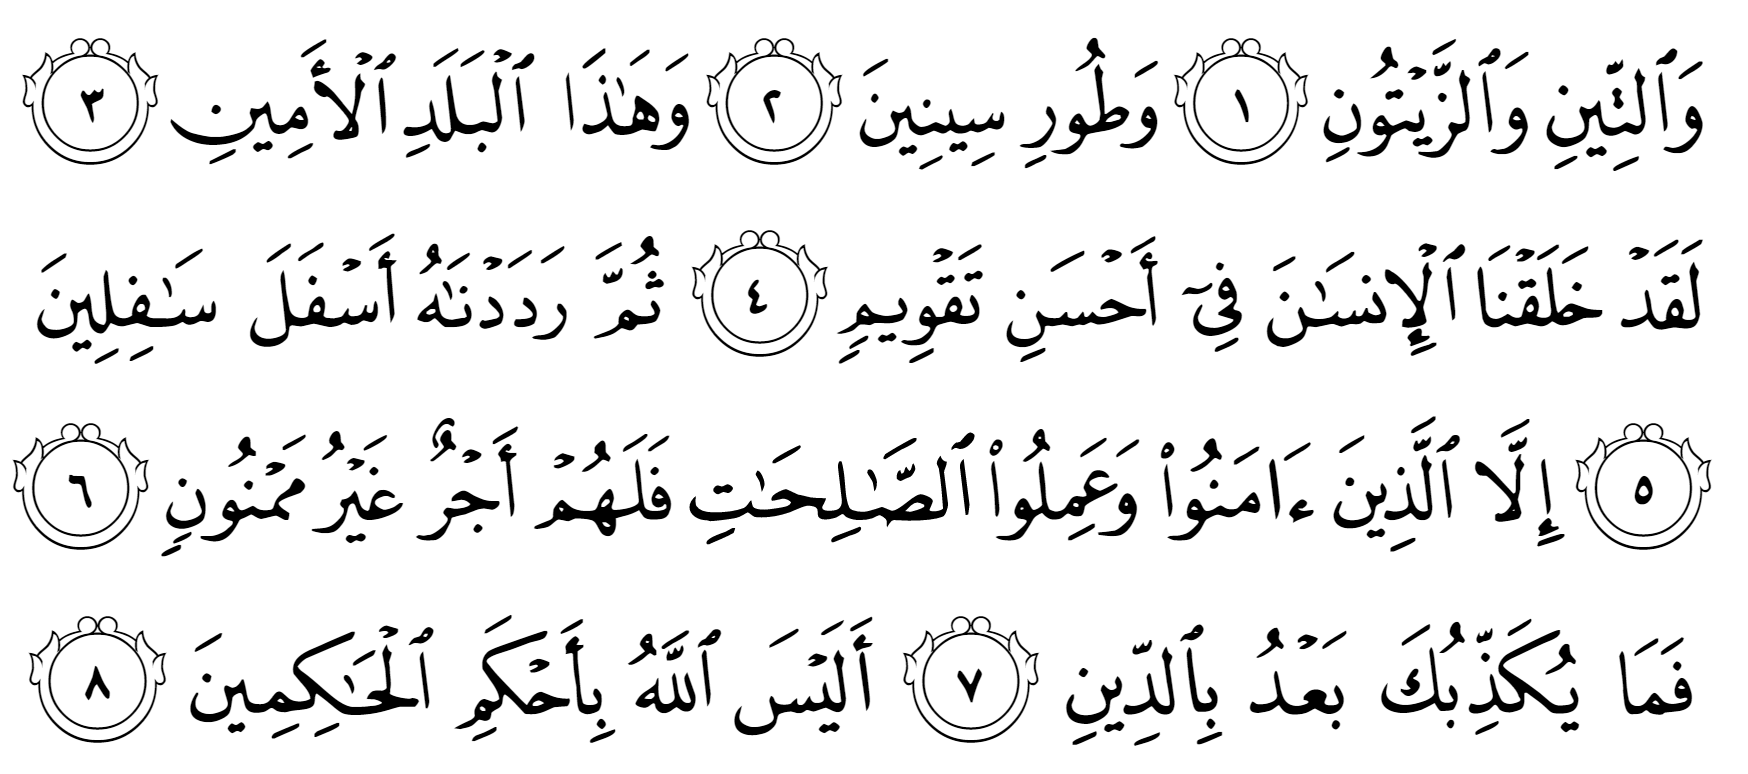 وَٱلتِّينِ وَٱلزَّيْتُونِ ١ وَطُورِ سِينِينَ ٢ وَهَٰذَا ٱلْبَلَدِ ٱلْأَمِينِ ٣
لَقَدْ خَلَقْنَا ٱلْإِنسَٰنَ فِىٓ أَحْسَنِ تَقْوِيمٍ ٤ ثُمَّ رَدَدْنَٰهُ أَسْفَلَ سَٰفِلِينَ
٥ إِلَّا ٱلَّذِينَ ءَامَنُوا۟ وَعَمِلُوا۟ ٱلصَّٰلِحَٰتِ فَلَهُمْ أَجْرٌ غَيْرُ مَمْنُونٍ ٦
فَمَا يُكَذِّبُكَ بَعْدُ بِٱلدِّينِ ٧ أَلَيْسَ ٱللَّهُ بِأَحْكَمِ ٱلْحَٰكِمِينَ ٨